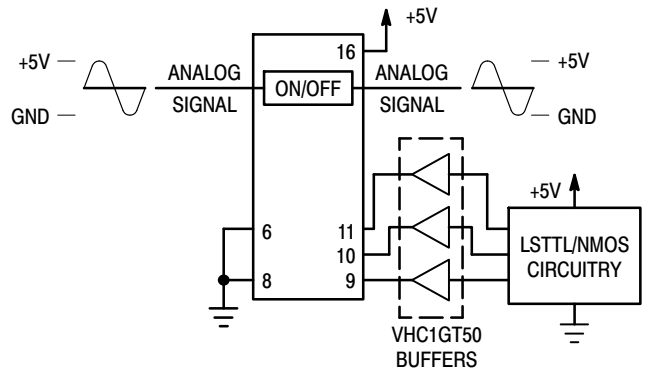 +5V
16
+5V
ANALOG
SIGNAL
ON/OFF
ANALOG
SIGNAL
+5V
GND
GND
+5V
6
11
10
8
9
LSTTL/NMOS
CIRCUITRY
VHC1GT50
BUFFERS